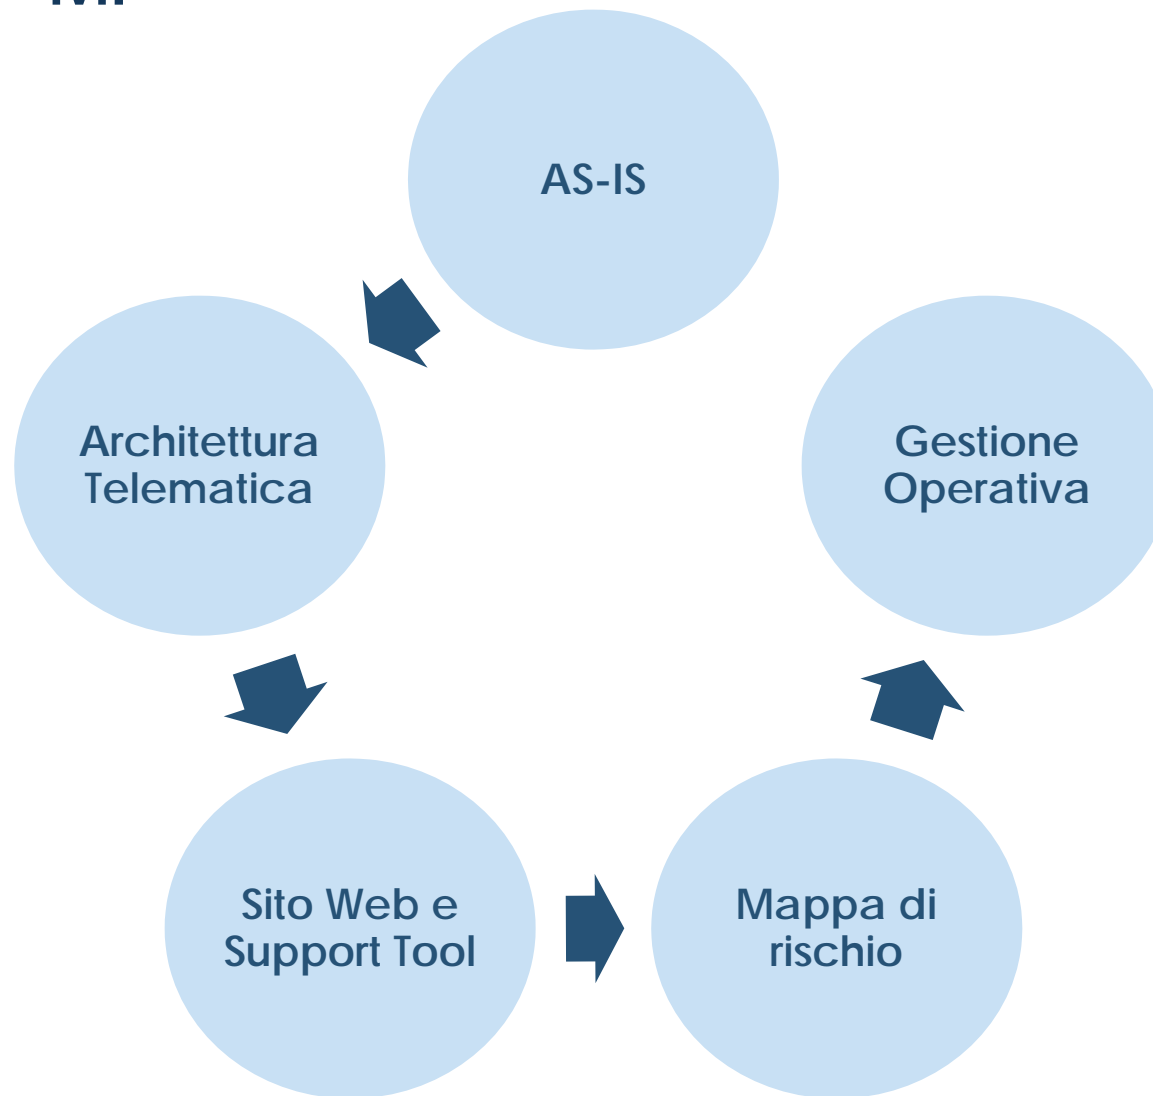 AS-IS
Architettura
Telematica
Gestione
Operativa
Sito Web e
Support Tool
Mappa di
rischio